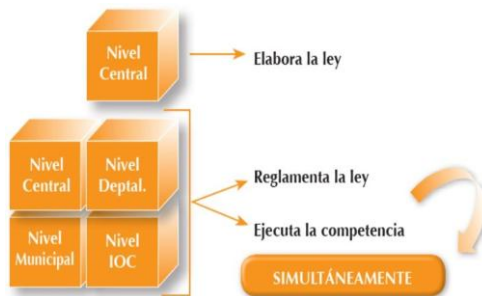 Nivel
Central
Elabora la ley
Nivel
Central
Nivel
Deptal.
Nivel
Municipal
Nivel
IOC
Reglamenta la ley
Ejecuta la competencia
SIMULTÁNEAMENTE